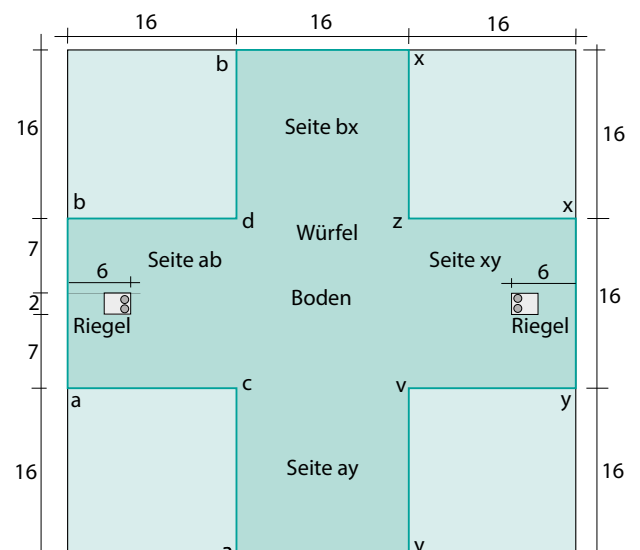 16 16 16
b x
16 Seite bx 16
b d z x
Würfel
7 Seite ab Seite xy
6 6
2 Boden 16
Riegel Riegel
7
a c v y
16 Seite ay 16
a y